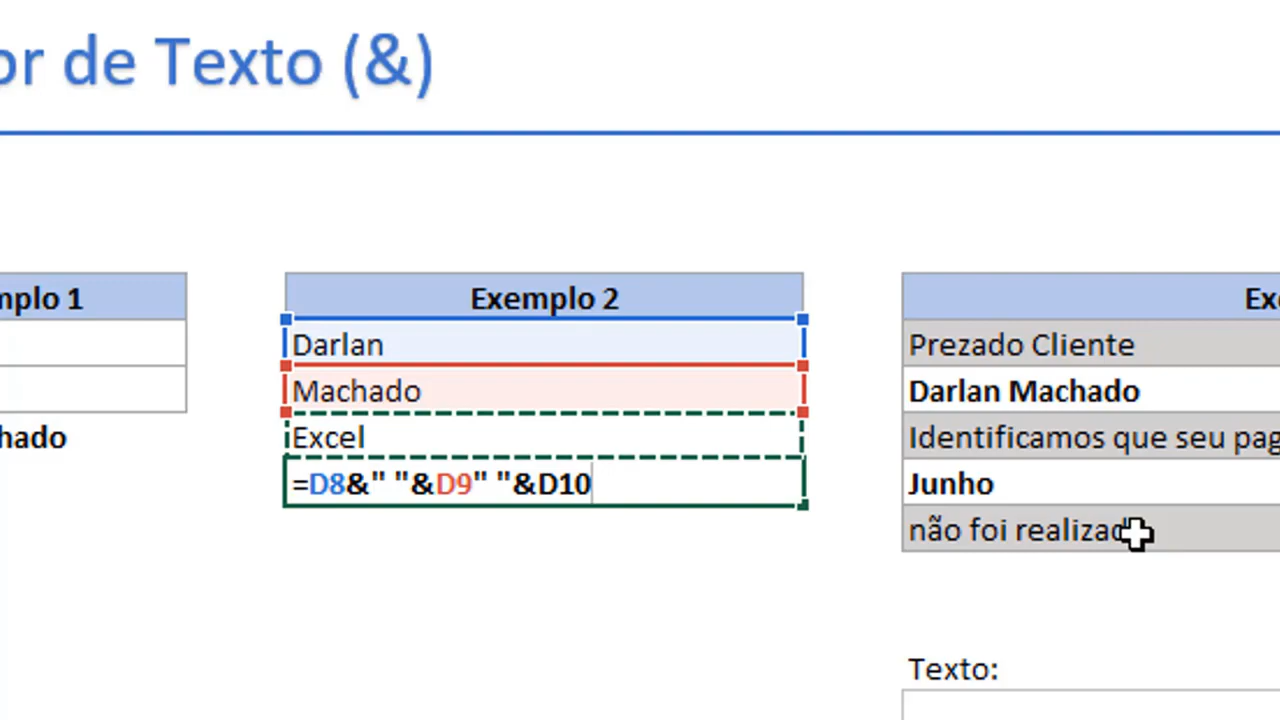 or de Texto (&)
mplo 1
hado
Exemplo 2
Darlan
Machado
Excel
=D8&" "&D9" "&D10
Exe
Prezado Cliente
Darlan Machado
Identificamos que seu pag
Junho
não foi realizad
Texto: